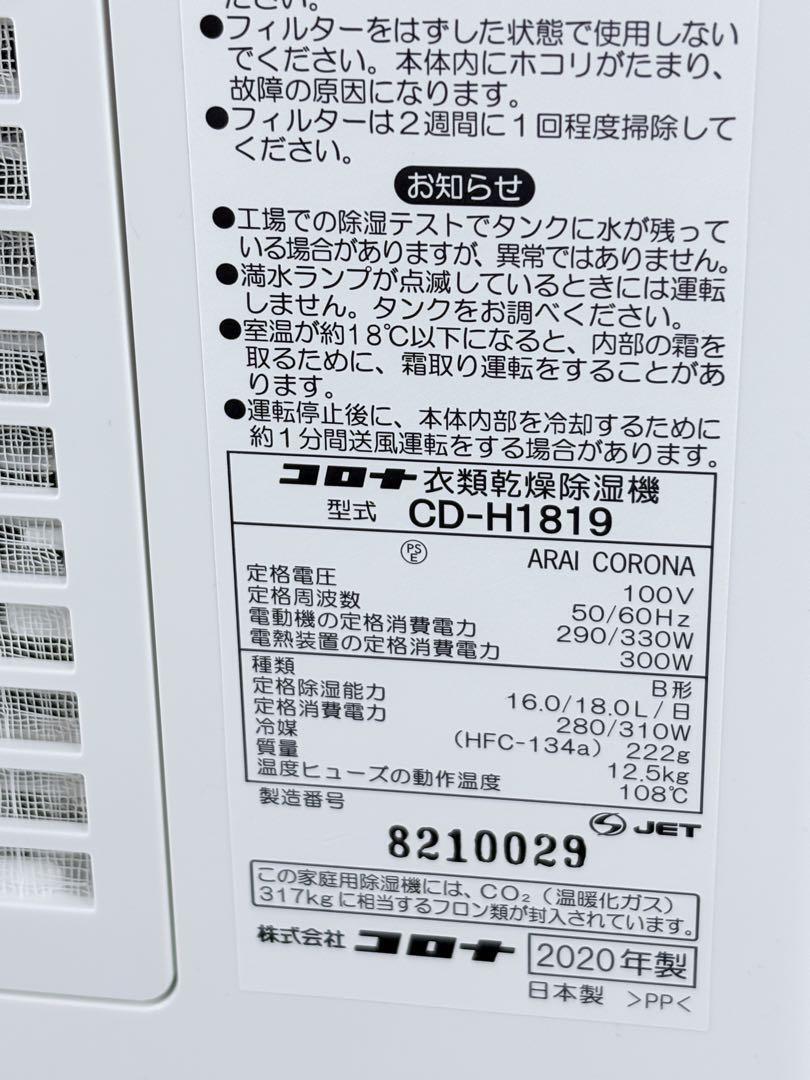 ださい。
●フィルターをはずした状態で使用しない
でください。本体内にホコリがたまり、
故障の原因になります。
●フィルターは2週間に1回程度掃除して
ください。
お知らせ
●工場での除湿テストでタンクに水が残って
いる場合がありますが、異常ではありません。
●満水ランプが点滅しているときには運転
しません。タンクをお調べください。
●室温が約18℃以下になると、内部の霜を
取るために、霜取り運転をすることがあ
ります。
●運転停止後に、本体内部を冷却するために
約1分間送風運転をする場合があります。
コロナ 衣類乾燥除湿機
型式 CD-H1819
PSE ARAI CORONA
定格電圧 100V
定格周波数 50/60Hz
電動機の定格消費電力 290/330W
電熱装置の定格消費電力 300W
種類 B形
定格除湿能力 16.0/18.0L/日
定格消費電力 280/310W
冷媒 (HFC-134a) 222g
質量 12.5kg
温度ヒューズの動作温度 108℃
製造番号
JET
8210029
この家庭用除湿機には、CO₂(温暖化ガス)
317kgに相当するフロン類が封入されています。
株式会社 コロナ 2020年製
日本製 >PP<